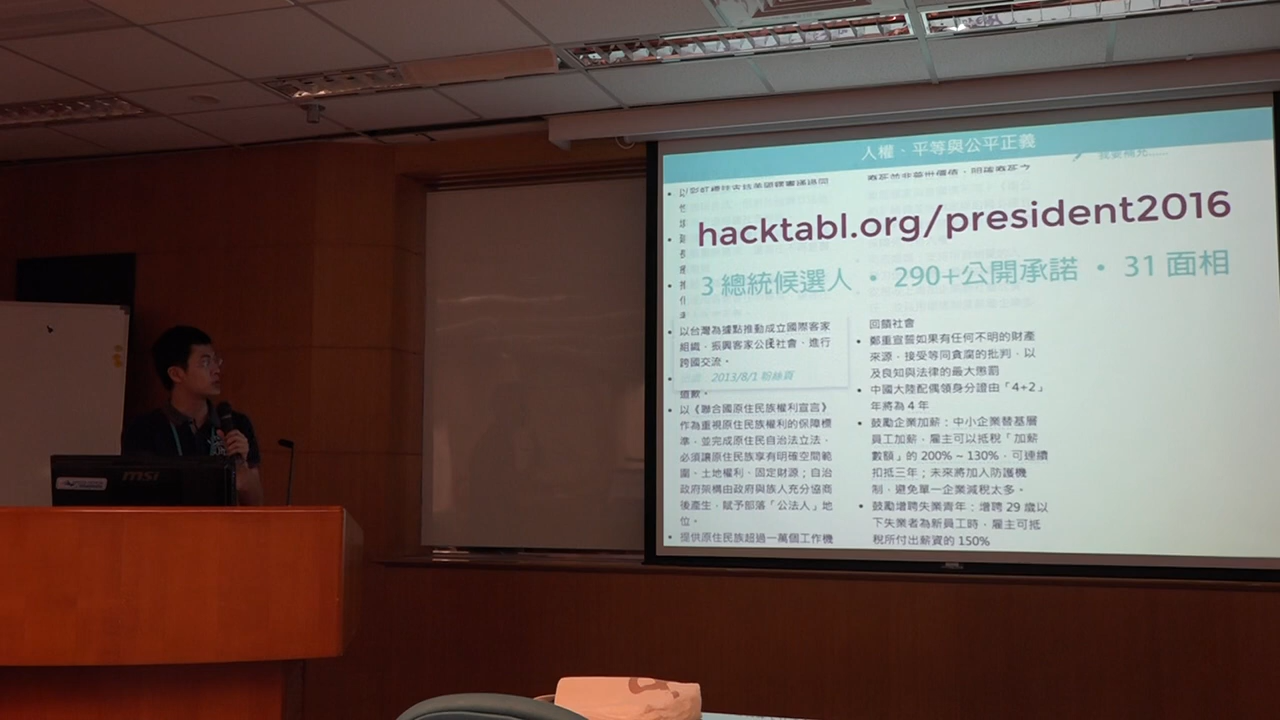 人權、平等與公平正義
我要補充......
hacktabl.org/president2016
3 總統候選人 • 290+公開承諾 • 31 面相
• 以台灣為據點推動成立國際客家
組織，振興客家公民社會、進行
跨國交流。
2013/8/1 粉絲頁
道歉。
• 以《聯合國原住民族權利宣言》
作為重視原住民族權利的保障標
準，並完成原住民自治法立法，
必須讓原住民族享有明確空間範
圍、土地權利、固定財源；自治
政府架構由政府與族人充分協商
後產生，賦予部落「公法人」地
位。
• 提供原住民族超過一萬個工作機
回饋社會
• 鄭重宣誓如果有任何不明的財產
來源，接受等同貪腐的批判，以
及良知與法律的最大懲罰
• 中國大陸配偶領身分證由「4+2」
年將為 4 年
• 鼓勵企業加薪：中小企業替基層
員工加薪，雇主可以抵稅「加薪
數額」的 200% ~ 130%，可連續
扣抵三年；未來將加入防護機
制，避免單一企業減稅太多。
• 鼓勵增聘失業青年：增聘 29 歲以
下失業者為新員工時，雇主可抵
稅所付出薪資的 150%
msi